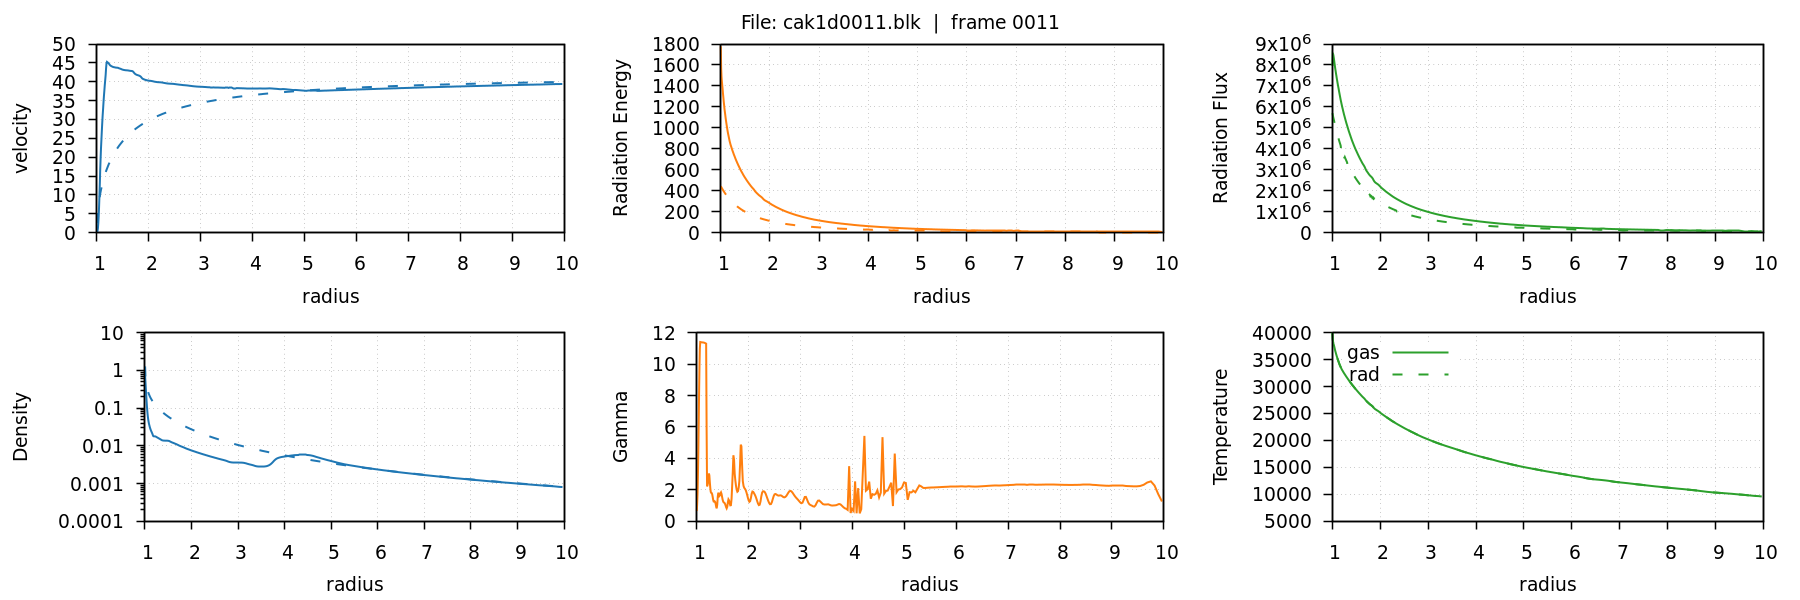 File: cak1d0011.blk | frame 0011
50
45
40
35
30
25
20
15
10
5
0
velocity
1 2 3 4 5 6 7 8 9 10
radius
1800
1600
1400
1200
1000
800
600
400
200
0
Radiation Energy
1 2 3 4 5 6 7 8 9 10
radius
9x10⁶
8x10⁶
7x10⁶
6x10⁶
5x10⁶
4x10⁶
3x10⁶
2x10⁶
1x10⁶
0
Radiation Flux
1 2 3 4 5 6 7 8 9 10
radius
10
1
0.1
0.01
0.001
0.0001
Density
1 2 3 4 5 6 7 8 9 10
radius
12
10
8
6
4
2
0
Gamma
1 2 3 4 5 6 7 8 9 10
radius
40000
35000
30000
25000
20000
15000
10000
5000
Temperature
gas
rad
1 2 3 4 5 6 7 8 9 10
radius